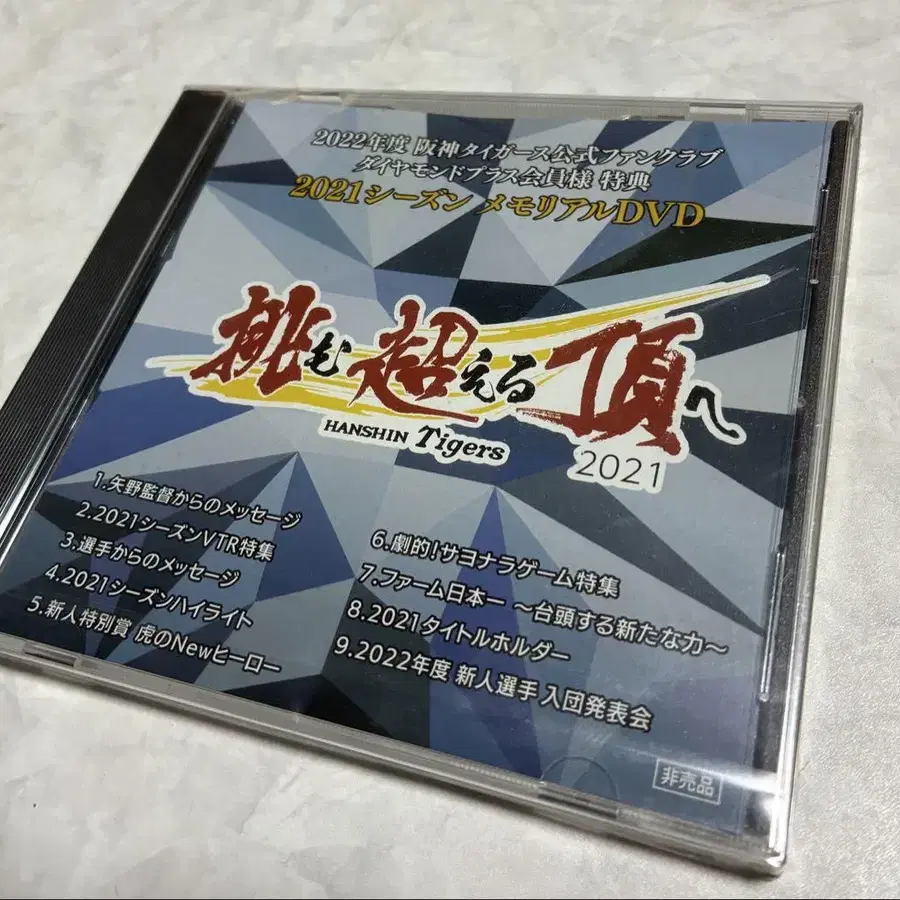 2022年度 阪神タイガース公式ファンクラブ
ダイヤモンドプラス会員様 特典
2021シーズン メモリアルDVD
挑む 超える 頂へ
HANSHIN Tigers
2021
1.矢野監督からのメッセージ
2.2021シーズンVTR特集
3.選手からのメッセージ
4.2021シーズンハイライト
5.新人特別賞 虎のNewヒーロー
6.劇的!サヨナラゲーム特集
7.ファーム日本一 ～台頭する新たな力～
8.2021タイトルホルダー
9.2022年度 新人選手 入団発表会
非売品